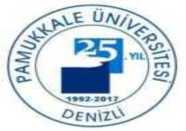 PAMUKKALE ÜNİVERSİTESİ
25.YIL
1992-2017
DENİZLİ